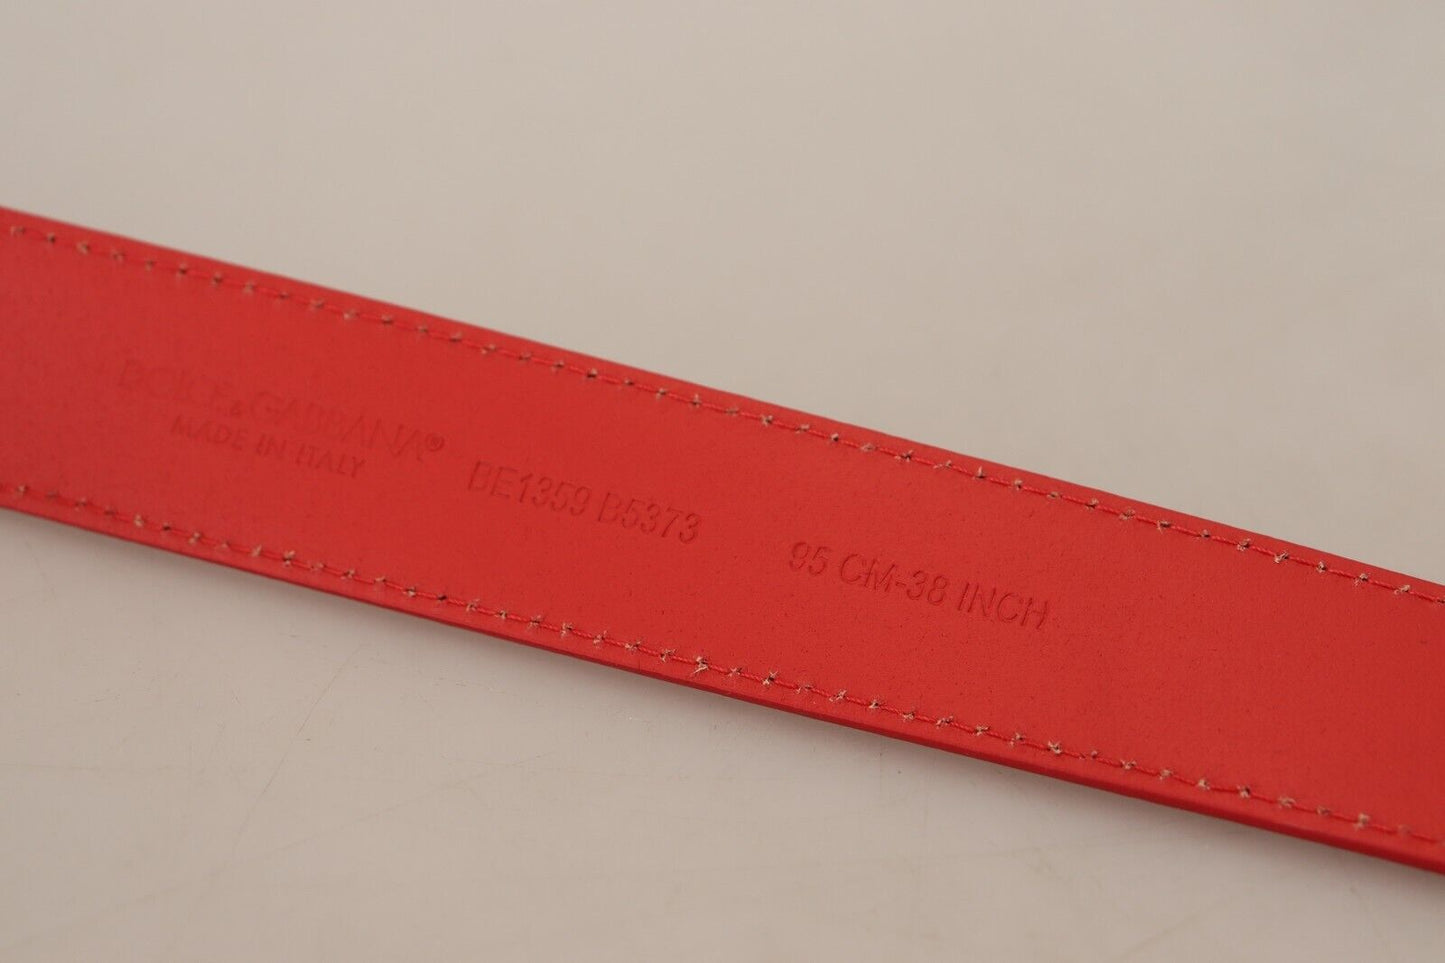 DOLCE & GABBANA®
MADE IN ITALY
BE1359 B5373
95 CM-38 INCH